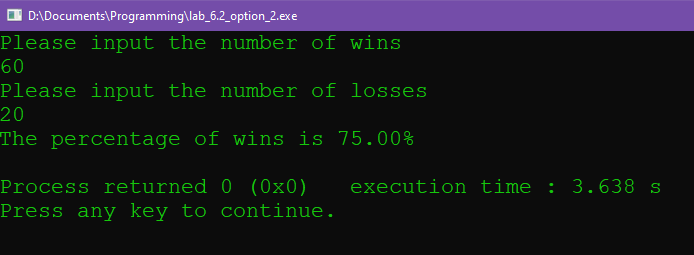 D:\Documents\Programming\lab_6.2_option_2.exe
Please input the number of wins
60
Please input the number of losses
20
The percentage of wins is 75.00%
Process returned 0 (0x0)   execution time : 3.638 s
Press any key to continue.